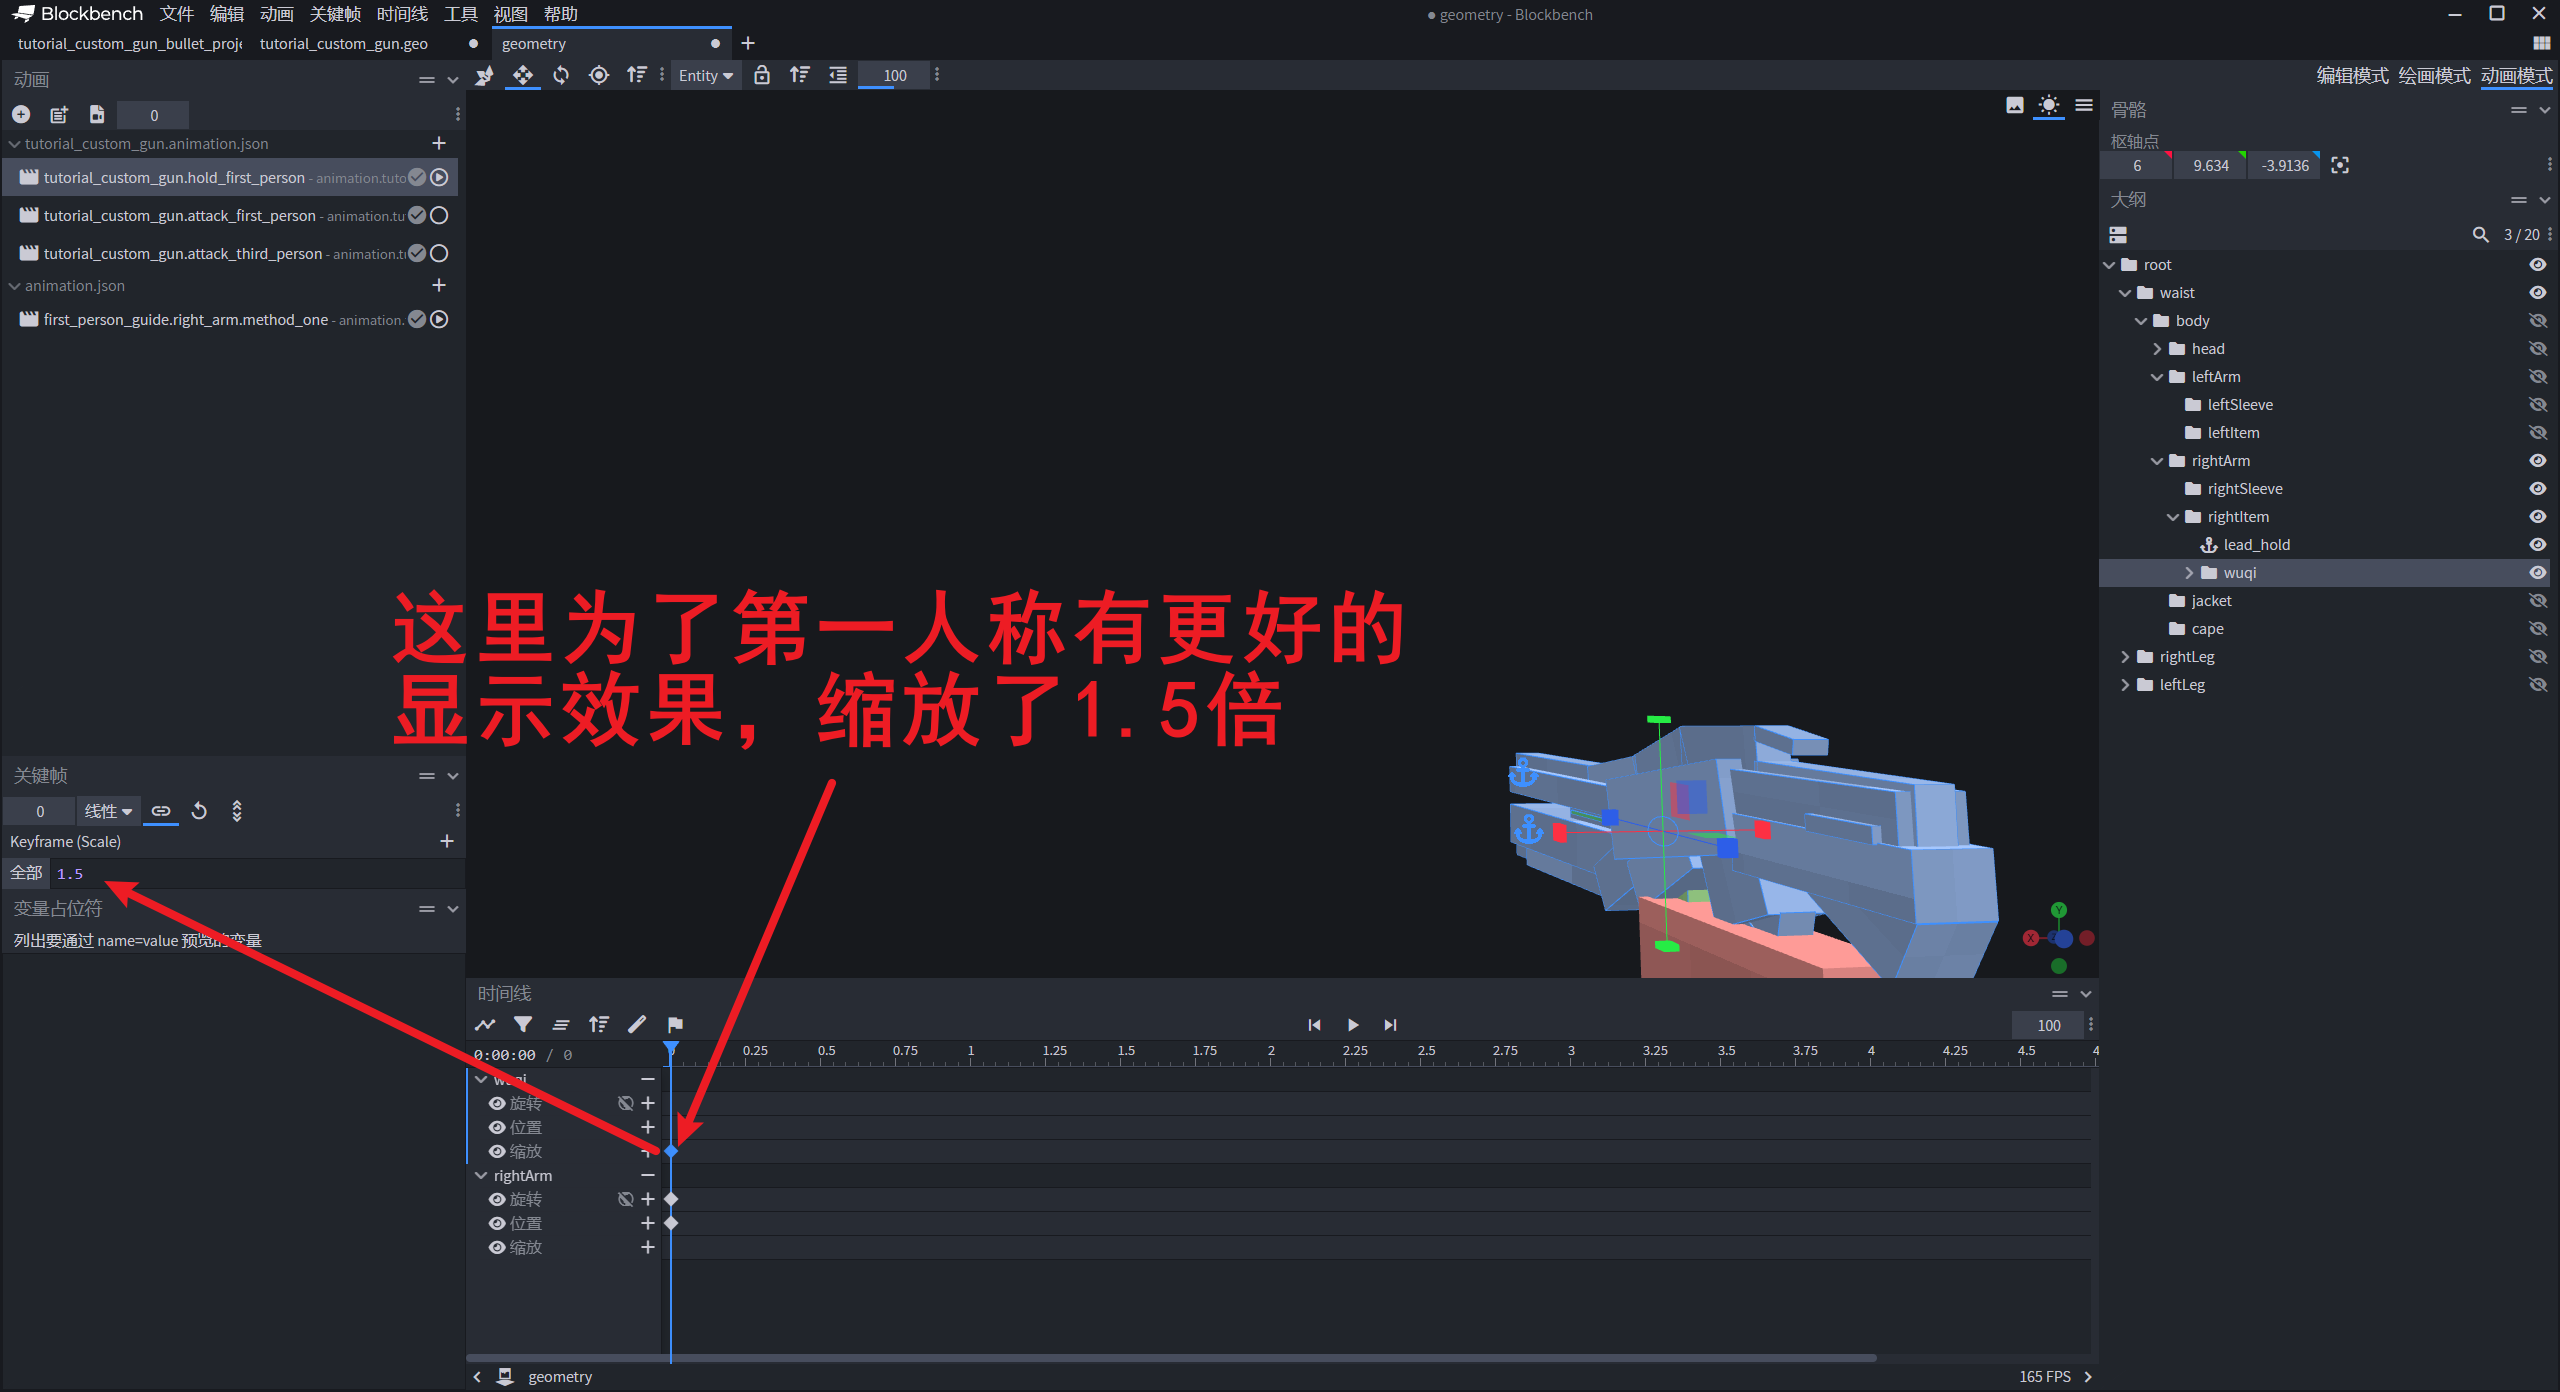 Blockbench 文件 编辑 动画 关键帧 时间线 工具 视图 帮助
geometry - Blockbench
tutorial_custom_gun_bullet_proje
tutorial_custom_gun.geo
geometry
动画
Entity
100
编辑模式 绘画模式 动画模式
0
tutorial_custom_gun.animation.json
tutorial_custom_gun.hold_first_person - animation.tuto
tutorial_custom_gun.attack_first_person - animation.tu
tutorial_custom_gun.attack_third_person - animation.t
animation.json
first_person_guide.right_arm.method_one - animation.
骨骼
枢轴点
6 9.634 -3.9136
大纲
3 / 20
root
waist
body
head
leftArm
leftSleeve
leftItem
rightArm
rightSleeve
rightItem
lead_hold
wuqi
jacket
cape
rightLeg
leftLeg
这里为了第一人称有更好的
显示效果，缩放了1.5倍
关键帧
0 线性
Keyframe (Scale)
全部 1.5
变量占位符
列出要通过 name=value 预览的变量
Y
X
Z
时间线
100
0:00:00 / 0
0 0.25 0.5 0.75 1 1.25 1.5 1.75 2 2.25 2.5 2.75 3 3.25 3.5 3.75 4 4.25 4.5 4
wuqi
旋转
位置
缩放
rightArm
旋转
位置
缩放
geometry
165 FPS